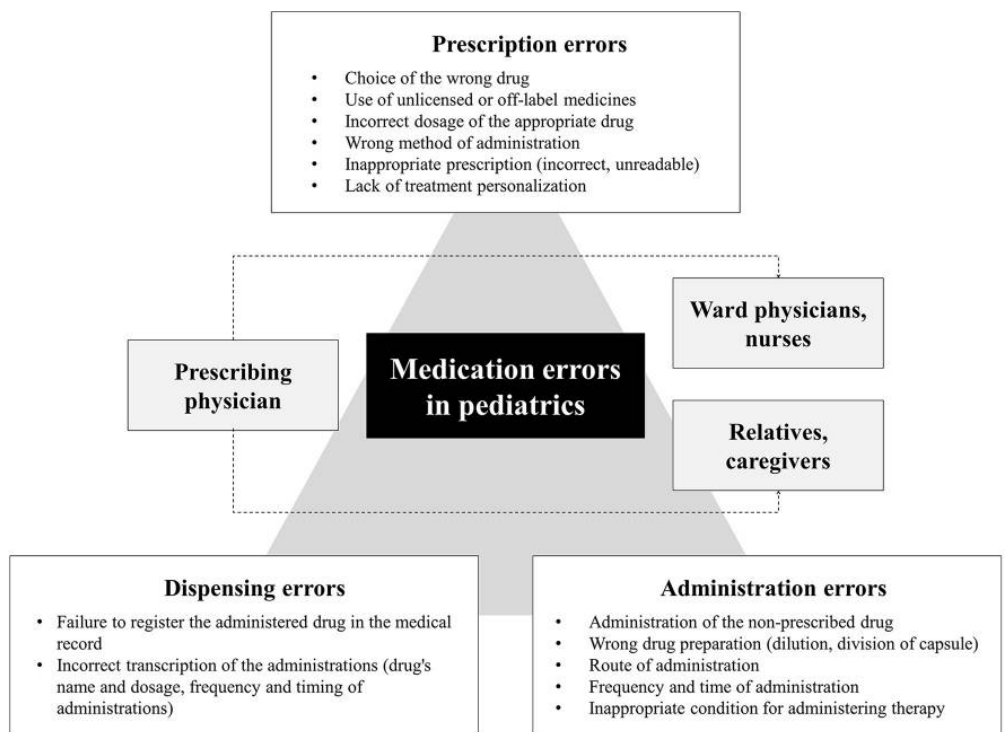 Prescription errors
• Choice of the wrong drug
• Use of unlicensed or off-label medicines
• Incorrect dosage of the appropriate drug
• Wrong method of administration
• Inappropriate prescription (incorrect, unreadable)
• Lack of treatment personalization
Prescribing
physician
Medication errors
in pediatrics
Ward physicians,
nurses
Relatives,
caregivers
Dispensing errors
• Failure to register the administered drug in the medical
record
• Incorrect transcription of the administrations (drug's
name and dosage, frequency and timing of
administrations)
Administration errors
• Administration of the non-prescribed drug
• Wrong drug preparation (dilution, division of capsule)
• Route of administration
• Frequency and time of administration
• Inappropriate condition for administering therapy